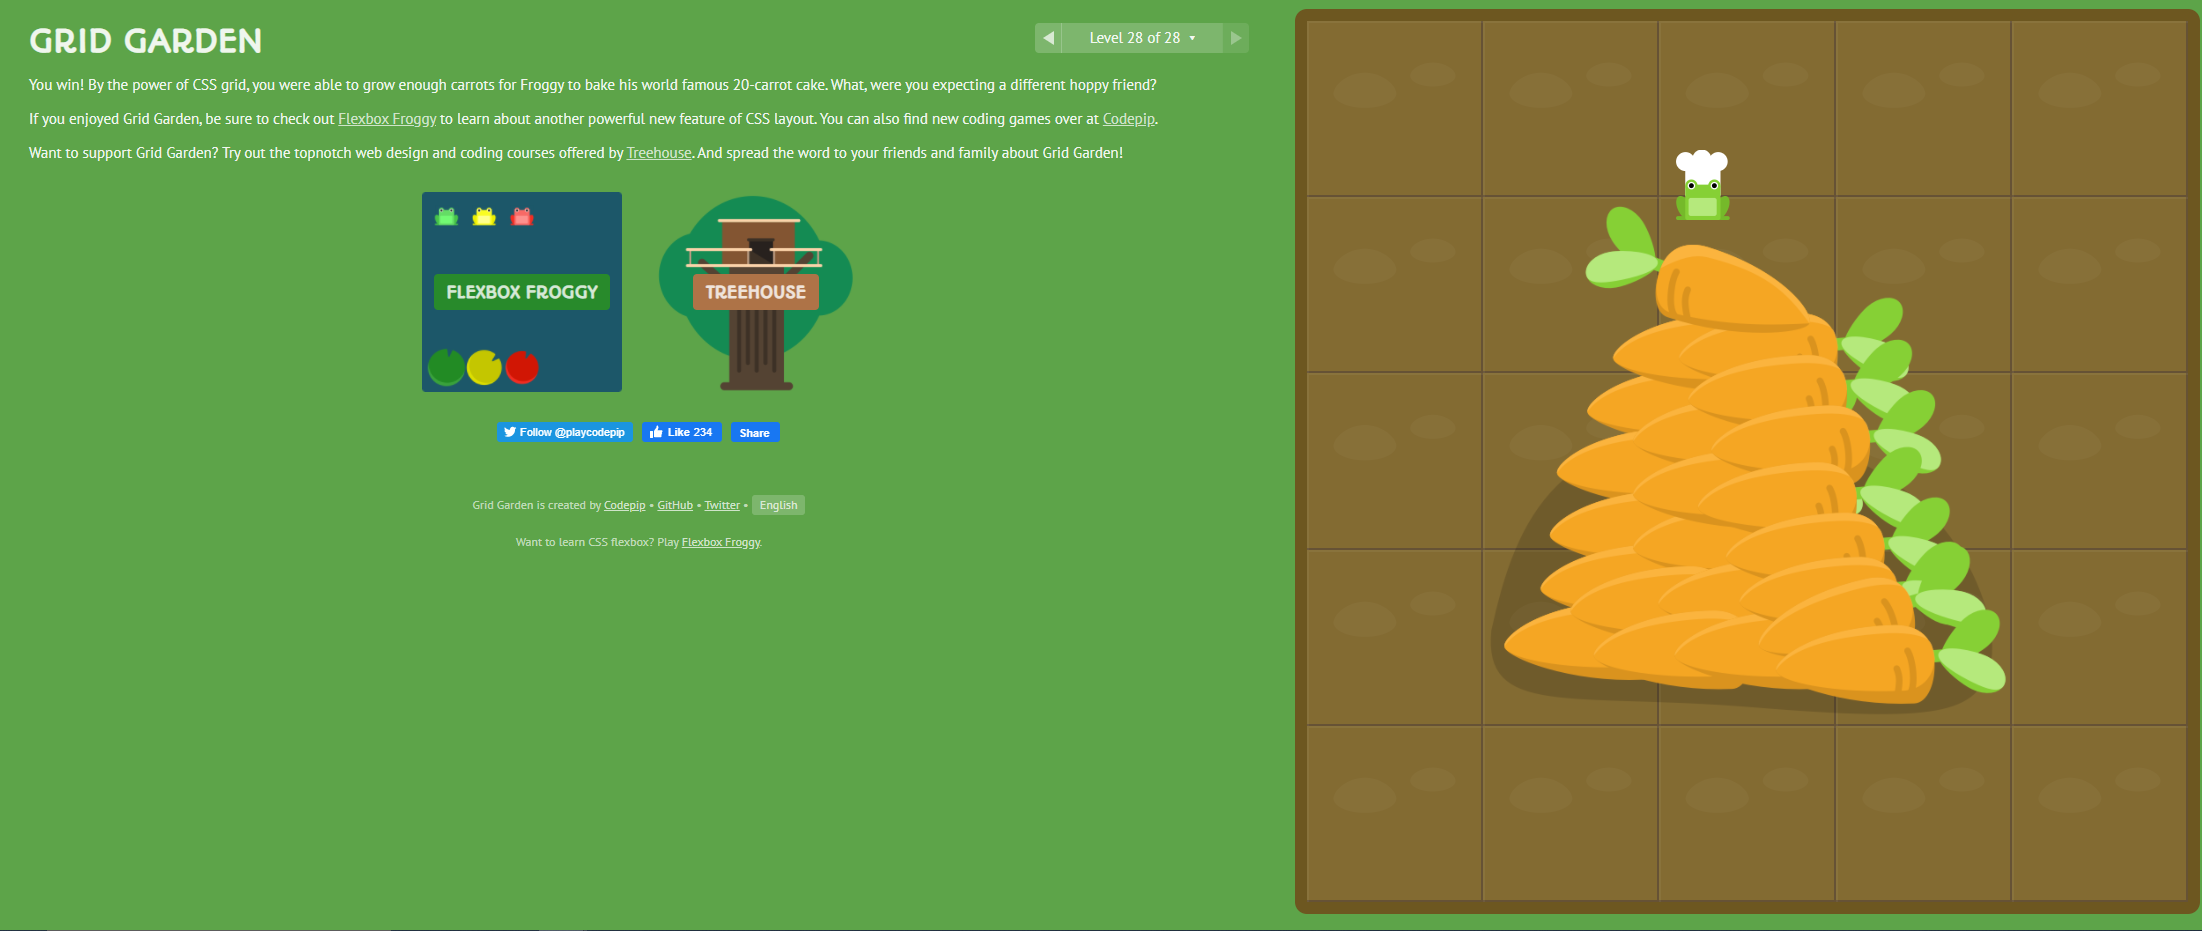 GRID GARDEN
Level 28 of 28
You win! By the power of CSS grid, you were able to grow enough carrots for Froggy to bake his world famous 20-carrot cake. What, were you expecting a different hoppy friend?
If you enjoyed Grid Garden, be sure to check out Flexbox Froggy to learn about another powerful new feature of CSS layout. You can also find new coding games over at Codepip.
Want to support Grid Garden? Try out the topnotch web design and coding courses offered by Treehouse. And spread the word to your friends and family about Grid Garden!
FLEXBOX FROGGY
TREEHOUSE
Follow @playcodepip
Like 234
Share
Grid Garden is created by Codepip • GitHub • Twitter • English
Want to learn CSS flexbox? Play Flexbox Froggy.